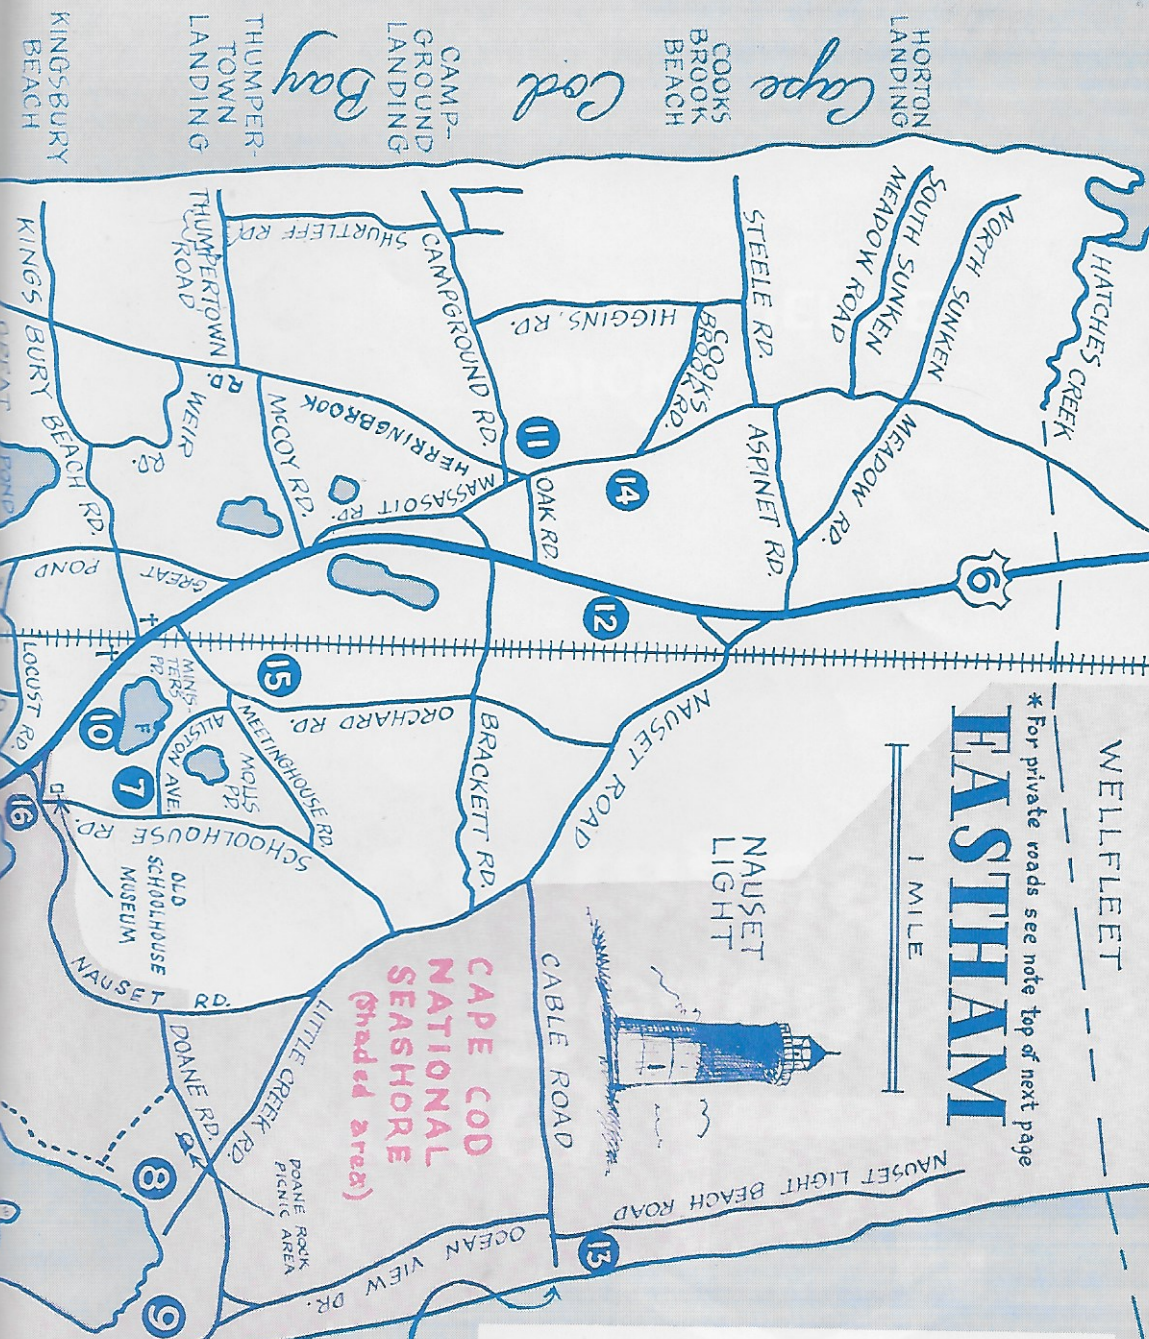 WELLFLEET
* For private roads see note top of next page
EASTHAM
1 MILE
HORTON
LANDING
Cape
COOKS
BROOK
BEACH
Cod
CAMP-
GROUND
LANDING
Bay
THUMPER-
TOWN
LANDING
KINGSBURY
BEACH
HATCHES CREEK
NORTH SUNKEN
MEADOW RD.
SOUTH SUNKEN
MEADOW ROAD
STEELE RD.
ASPINET RD.
COOKS
BROOK RD.
HIGGINS. RD.
CAMPGROUND RD.
SHURTLEFF RD.
THUMPERTOWN
ROAD
HERRINGBROOK
RD.
MASSASOIT
RD.
McCOY RD.
WEIR
RD.
KINGSBURY BEACH RD.
GREAT POND
GREAT
POND
OAK RD.
6
11
14
12
15
10
7
16
8
9
13
LOCUST RD.
MINIS-
TERS
PD.
F
ALLSTON AVE.
MOLLS
PD.
MEETINGHOUSE RD.
ORCHARD RD.
BRACKETT RD.
NAUSET ROAD
SCHOOLHOUSE RD.
OLD
SCHOOLHOUSE
MUSEUM
NAUSET RD.
NAUSET
LIGHT
CABLE ROAD
CAPE COD
NATIONAL
SEASHORE
(Shaded area)
LITTLE CREEK RD.
DOANE RD.
DOANE ROCK
PICNIC AREA
NAUSET LIGHT BEACH ROAD
OCEAN VIEW DR.